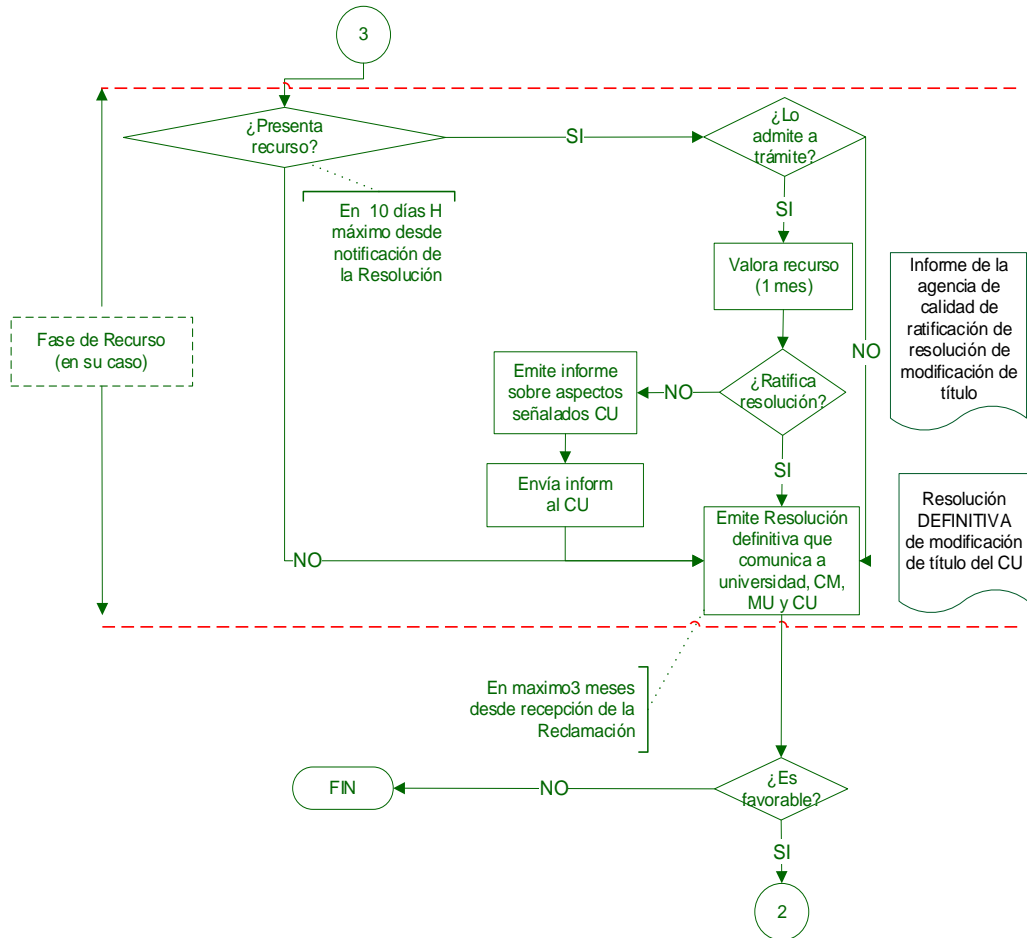 3
¿Presenta
recurso?
SI
¿Lo
admite a
trámite?
En 10 días H
máximo desde
notificación de
la Resolución
SI
Valora recurso
(1 mes)
Informe de la
agencia de
calidad de
ratificación de
resolución de
modificación de
título
Fase de Recurso
(en su caso)
NO
Emite informe
sobre aspectos
señalados CU
NO
¿Ratifica
resolución?
SI
Envía inform
al CU
Resolución
DEFINITIVA
de modificación
de título del CU
Emite Resolución
definitiva que
comunica a
universidad, CM,
MU y CU
NO
En maximo3 meses
desde recepción de la
Reclamación
¿Es
favorable?
NO
FIN
SI
2